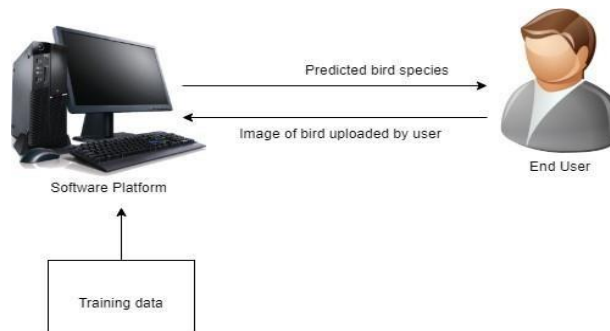 Predicted bird species
Image of bird uploaded by user
Software Platform
End User
Training data